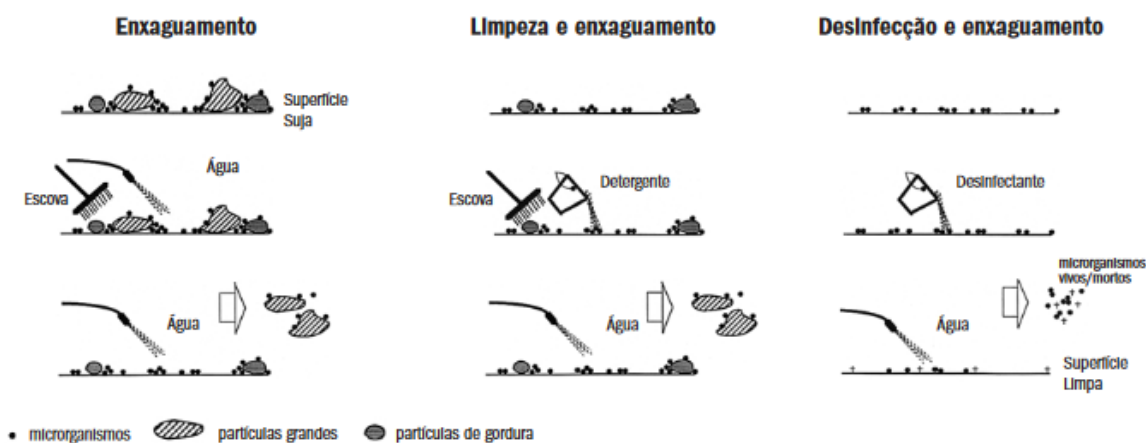 Enxaguamento
Superfície
Suja
Água
Escova
Água
Limpeza e enxaguamento
Detergente
Escova
Água
Desinfecção e enxaguamento
Desinfectante
microrganismos
vivos/mortos
Água
Superfície
Limpa
microrganismos
partículas grandes
partículas de gordura